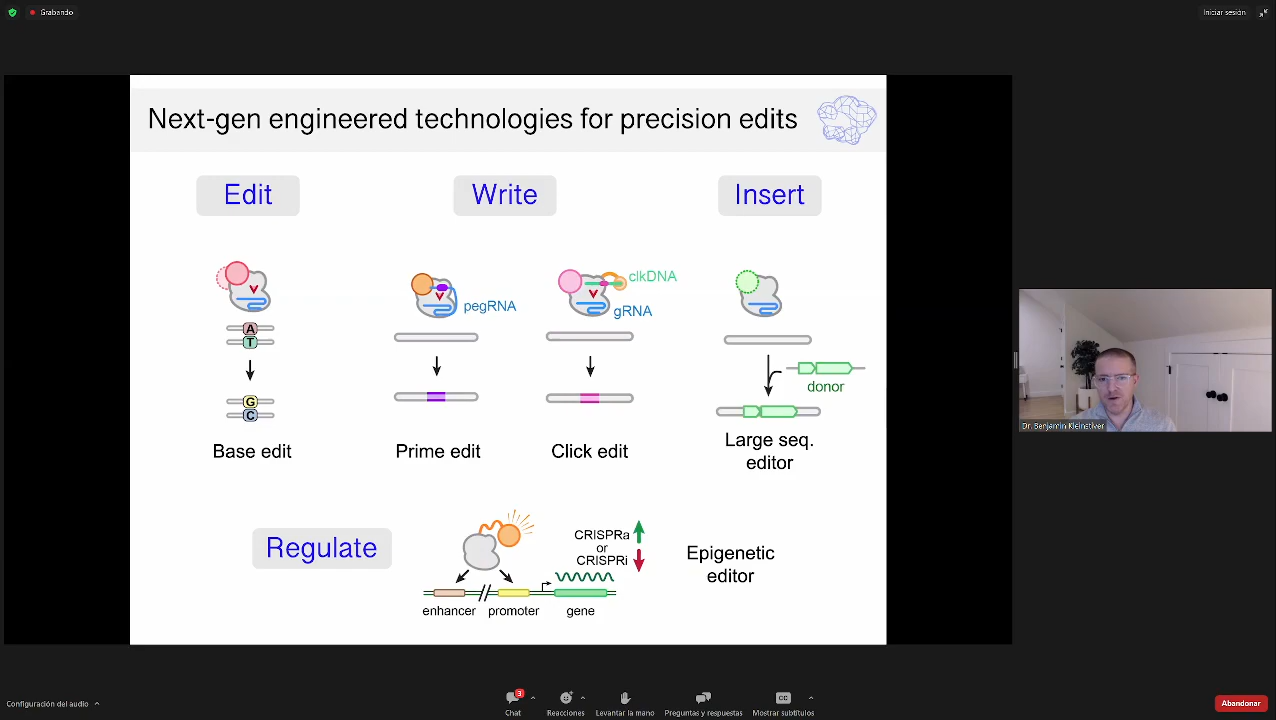 Grabando
Iniciar sesión
Next-gen engineered technologies for precision edits
Edit
Write
Insert
clkDNA
pegRNA
gRNA
A
T
donor
G
C
Base edit
Prime edit
Click edit
Large seq.
editor
Regulate
CRISPRa
or
CRISPRi
Epigenetic
editor
enhancer
promoter
gene
Dr. Benjamin Kleinstiver
Configuración del audio
3
Chat
Reacciones
Levantar la mano
Preguntas y respuestas
CC
Mostrar subtítulos
Abandonar